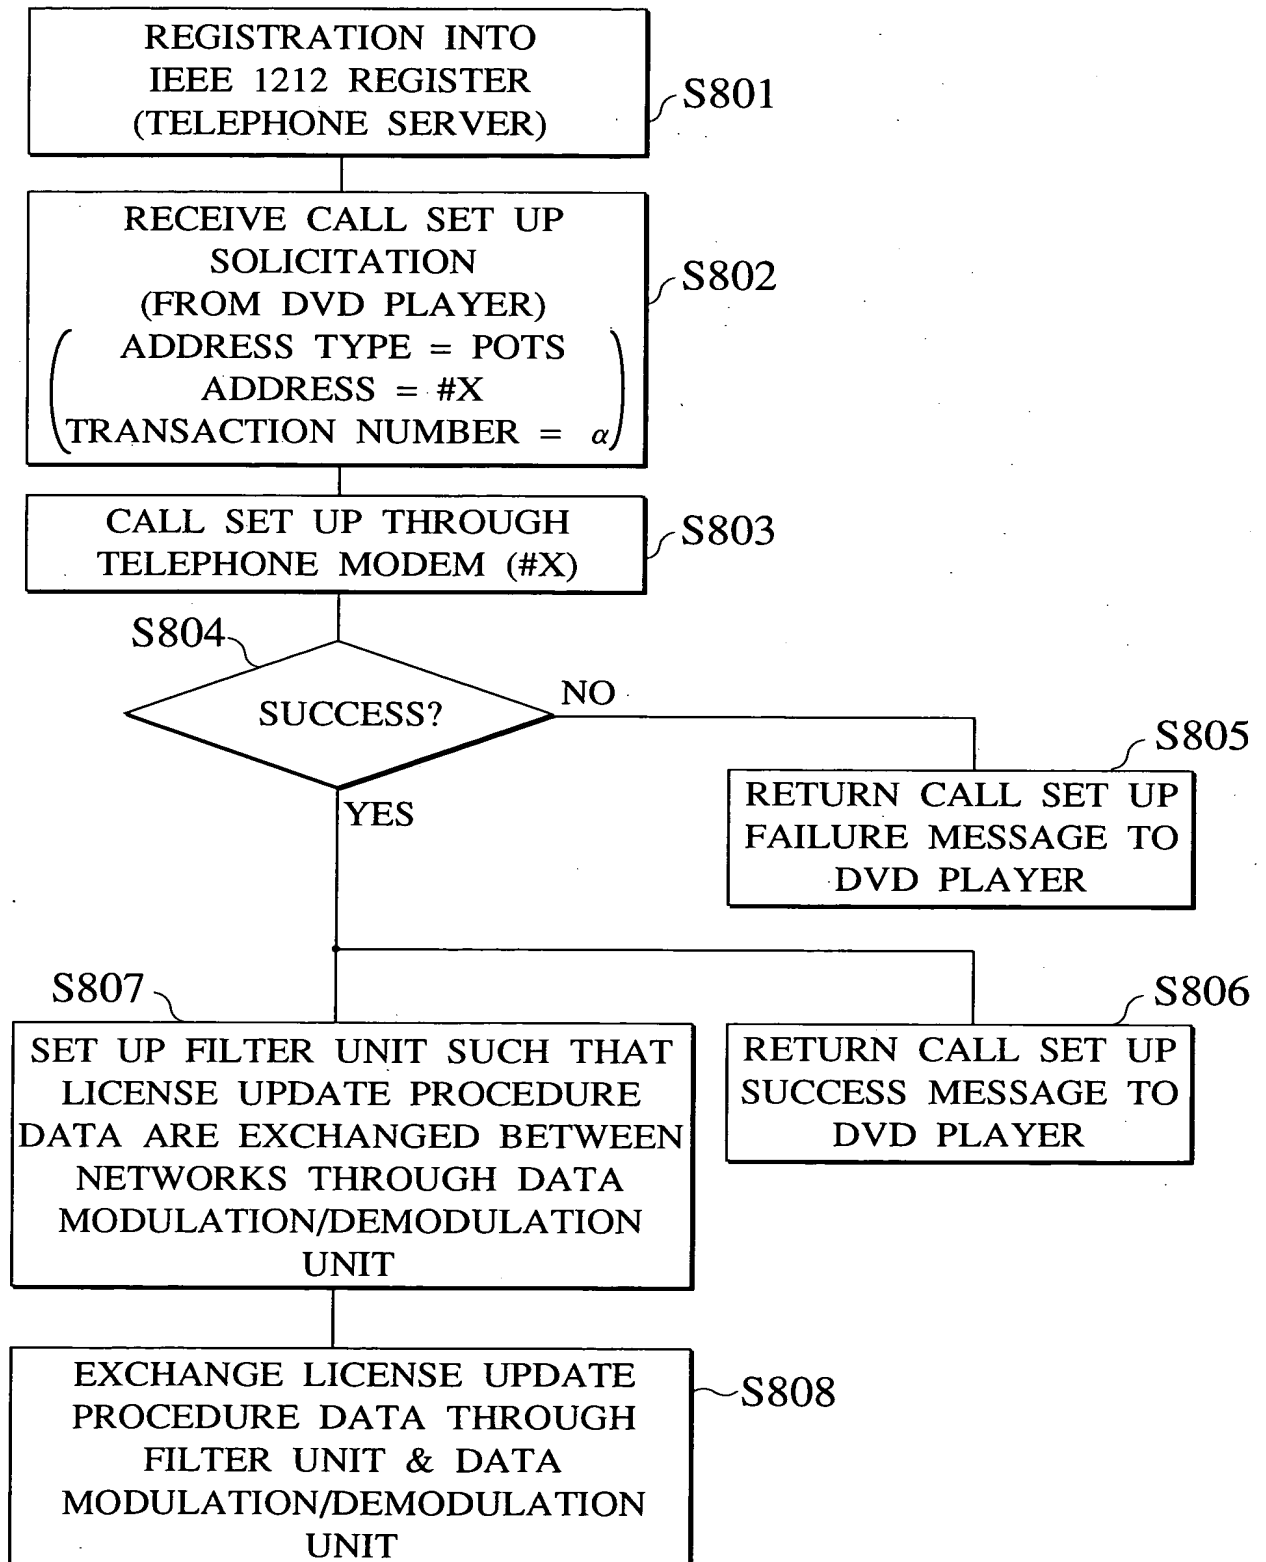 REGISTRATION INTO
IEEE 1212 REGISTER
(TELEPHONE SERVER)
S801
RECEIVE CALL SET UP
SOLICITATION
(FROM DVD PLAYER)
ADDRESS TYPE = POTS
ADDRESS = #X
TRANSACTION NUMBER = α
S802
CALL SET UP THROUGH
TELEPHONE MODEM (#X)
S803
S804
SUCCESS?
NO
YES
S805
RETURN CALL SET UP
FAILURE MESSAGE TO
DVD PLAYER
S806
RETURN CALL SET UP
SUCCESS MESSAGE TO
DVD PLAYER
S807
SET UP FILTER UNIT SUCH THAT
LICENSE UPDATE PROCEDURE
DATA ARE EXCHANGED BETWEEN
NETWORKS THROUGH DATA
MODULATION/DEMODULATION
UNIT
EXCHANGE LICENSE UPDATE
PROCEDURE DATA THROUGH
FILTER UNIT & DATA
MODULATION/DEMODULATION
UNIT
S808